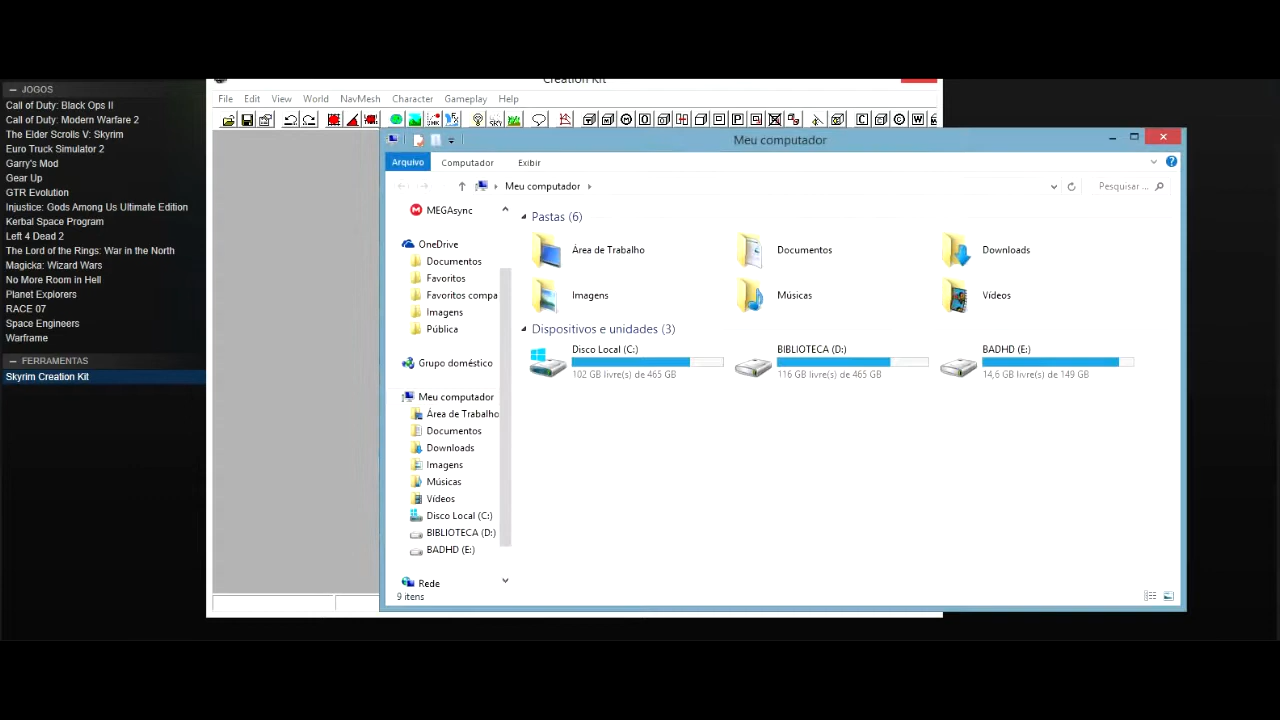 JOGOS
Call of Duty: Black Ops II
Call of Duty: Modern Warfare 2
The Elder Scrolls V: Skyrim
Euro Truck Simulator 2
Garry's Mod
Gear Up
GTR Evolution
Injustice: Gods Among Us Ultimate Edition
Kerbal Space Program
Left 4 Dead 2
The Lord of the Rings: War in the North
Magicka: Wizard Wars
No More Room in Hell
Planet Explorers
RACE 07
Space Engineers
Warframe
FERRAMENTAS
Skyrim Creation Kit
Creation Kit
File Edit View World NavMesh Character Gameplay Help
Meu computador
Arquivo Computador Exibir
Meu computador
Pesquisar ...
MEGAsync
OneDrive
Documentos
Favoritos
Favoritos compa
Imagens
Pública
Grupo doméstico
Meu computador
Área de Trabalho
Documentos
Downloads
Imagens
Músicas
Vídeos
Disco Local (C:)
BIBLIOTECA (D:)
BADHD (E:)
Rede
Pastas (6)
Área de Trabalho Documentos Downloads
Imagens Músicas Vídeos
Dispositivos e unidades (3)
Disco Local (C:) BIBLIOTECA (D:) BADHD (E:)
102 GB livre(s) de 465 GB 116 GB livre(s) de 465 GB 14,6 GB livre(s) de 149 GB
9 itens